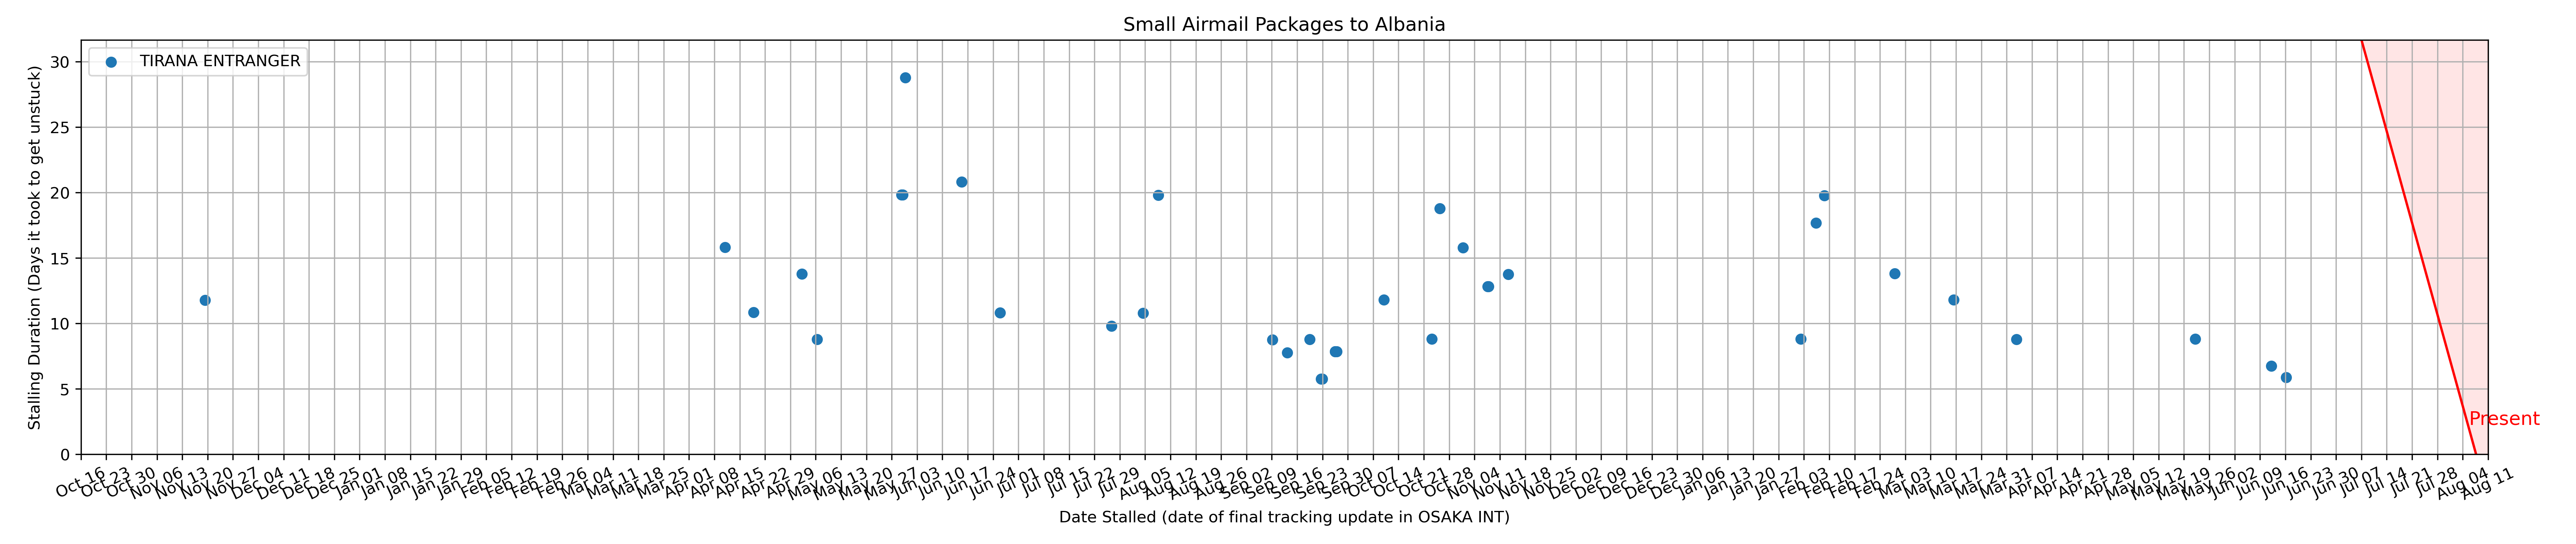 Small Airmail Packages to Albania
TIRANA ENTRANGER
Stalling Duration (Days it took to get unstuck)
30
25
20
15
10
5
0
Present
Oct 16 Oct 23 Oct 30 Nov 06 Nov 13 Nov 20 Nov 27 Dec 04 Dec 11 Dec 18 Dec 25 Jan 01 Jan 08 Jan 15 Jan 22 Jan 29 Feb 05 Feb 12 Feb 19 Feb 26 Mar 04 Mar 11 Mar 18 Mar 25 Apr 01 Apr 08 Apr 15 Apr 22 Apr 29 May 06 May 13 May 20 May 27 Jun 03 Jun 10 Jun 17 Jun 24 Jul 01 Jul 08 Jul 15 Jul 22 Jul 29 Aug 05 Aug 12 Aug 19 Aug 26 Sep 02 Sep 09 Sep 16 Sep 23 Sep 30 Oct 07 Oct 14 Oct 21 Oct 28 Nov 04 Nov 11 Nov 18 Nov 25 Dec 02 Dec 09 Dec 16 Dec 23 Dec 30 Jan 06 Jan 13 Jan 20 Jan 27 Feb 03 Feb 10 Feb 17 Feb 24 Mar 03 Mar 10 Mar 17 Mar 24 Mar 31 Apr 07 Apr 14 Apr 21 Apr 28 May 05 May 12 May 19 May 26 Jun 02 Jun 09 Jun 16 Jun 23 Jun 30 Jul 07 Jul 14 Jul 21 Jul 28 Aug 04 Aug 11
Date Stalled (date of final tracking update in OSAKA INT)